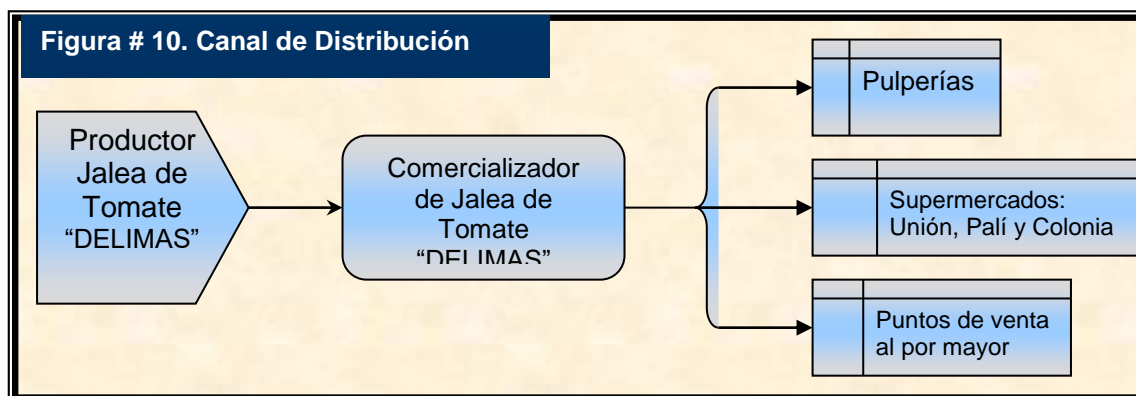 Figura # 10. Canal de Distribución
Productor
Jalea de
Tomate
“DELIMAS”
Comercializador
de Jalea de
Tomate
“DELIMAS”
Pulperías
Supermercados:
Unión, Palí y Colonia
Puntos de venta
al por mayor